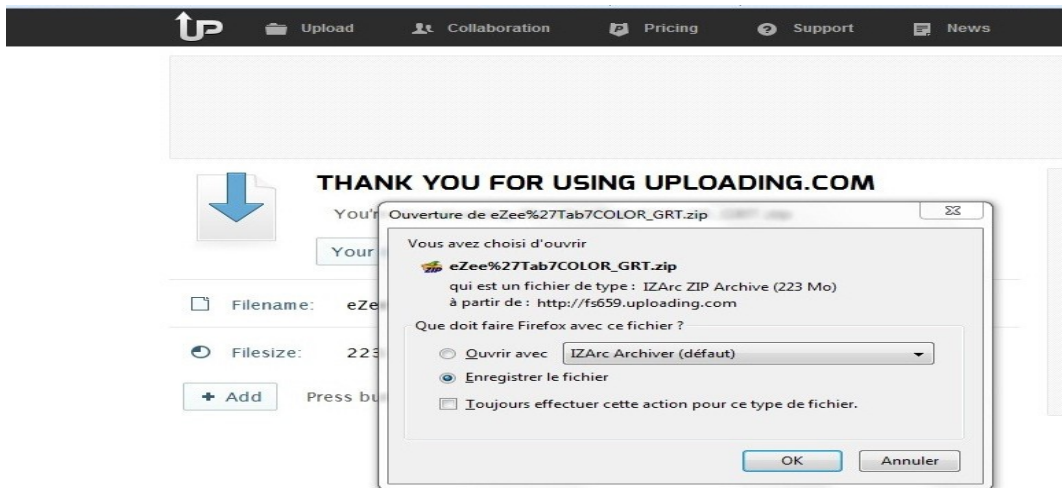 UP Upload Collaboration Pricing Support News
THANK YOU FOR USING UPLOADING.COM
You'r
Your
Filename: eZe
Filesize: 223
Add Press bu
Ouverture de eZee%27Tab7COLOR_GRT.zip
Vous avez choisi d'ouvrir
eZee%27Tab7COLOR_GRT.zip
qui est un fichier de type : IZArc ZIP Archive (223 Mo)
à partir de : http://fs659.uploading.com
Que doit faire Firefox avec ce fichier ?
Ouvrir avec IZArc Archiver (défaut)
Enregistrer le fichier
Toujours effectuer cette action pour ce type de fichier.
OK Annuler